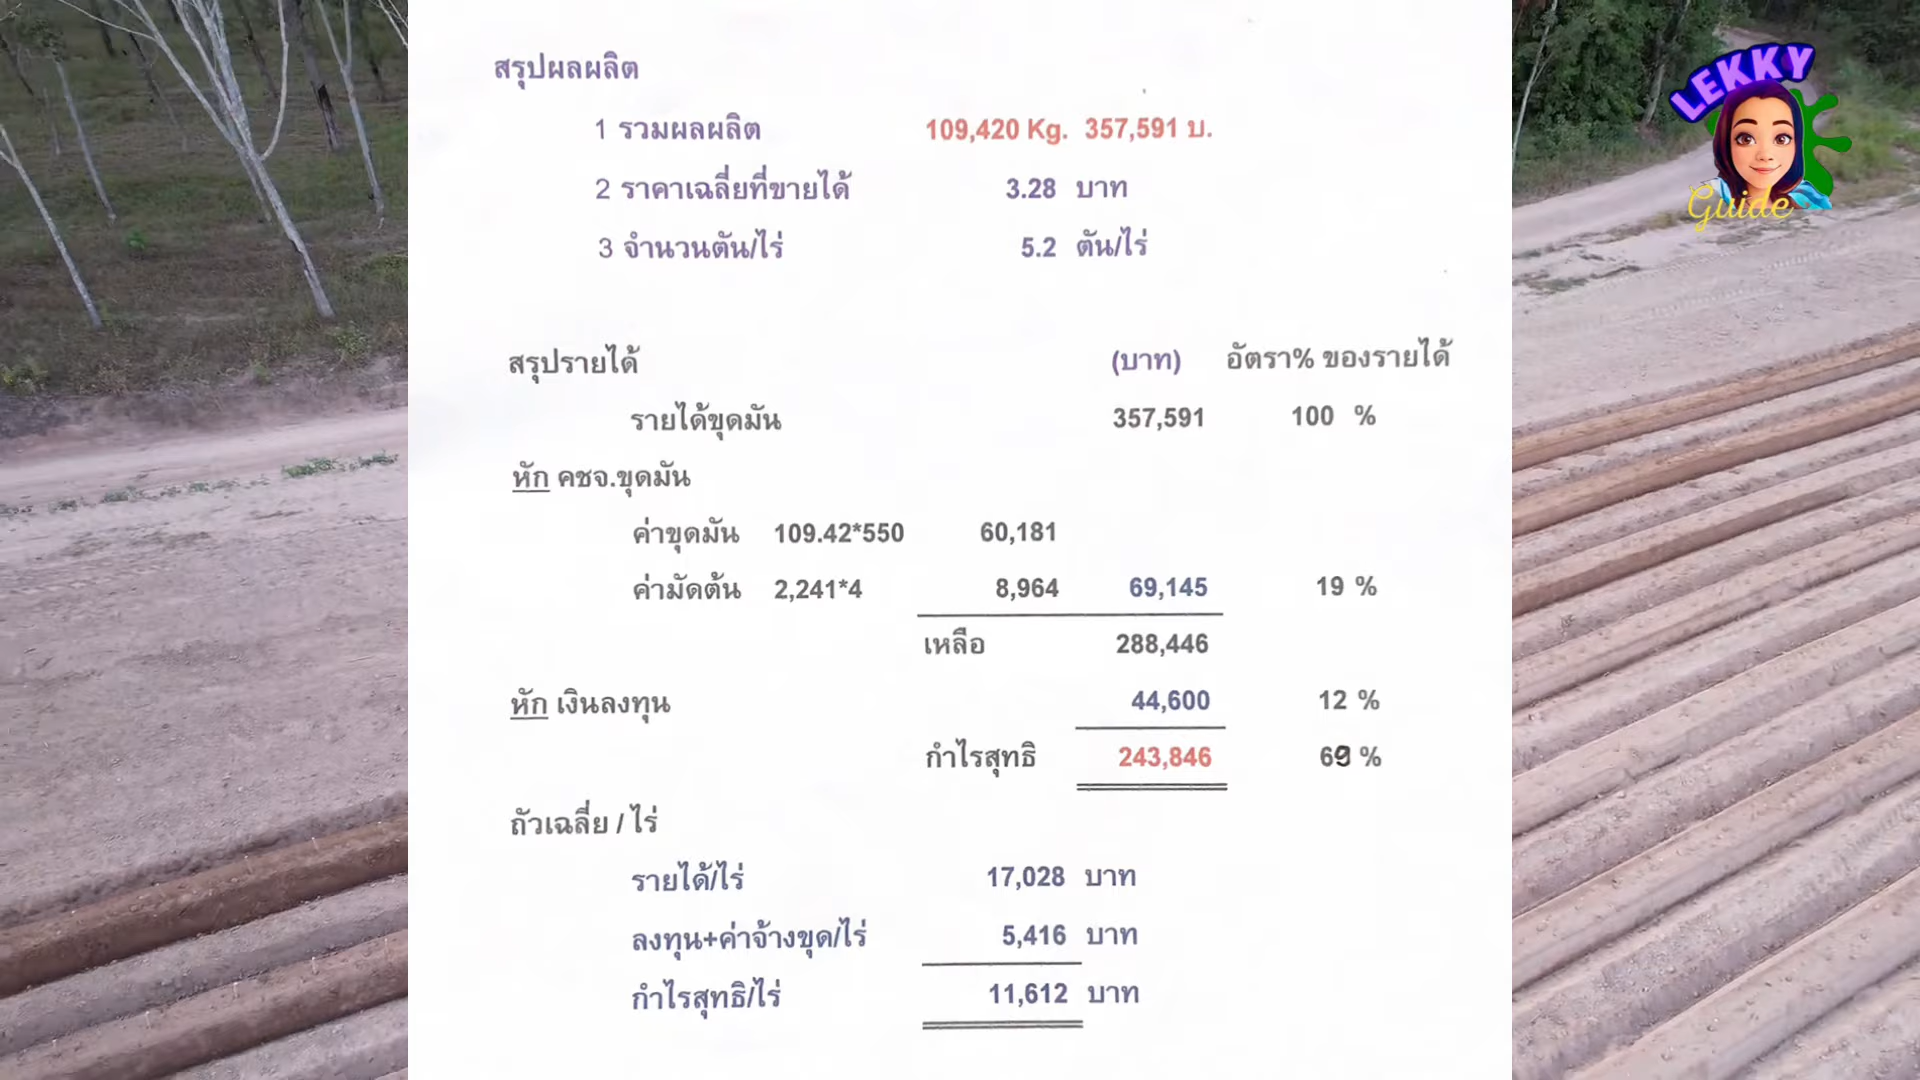 LEKKY
Guide
สรุปผลผลิต
1 รวมผลผลิต 109,420 Kg. 357,591 บ.
2 ราคาเฉลี่ยที่ขายได้ 3.28 บาท
3 จำนวนตัน/ไร่ 5.2 ตัน/ไร่
สรุปรายได้ (บาท) อัตรา% ของรายได้
รายได้ขุดมัน 357,591 100 %
หัก คชจ.ขุดมัน
ค่าขุดมัน 109.42*550 60,181
ค่ามัดต้น 2,241*4 8,964 69,145 19 %
เหลือ 288,446
หัก เงินลงทุน 44,600 12 %
กำไรสุทธิ 243,846 %
ถัวเฉลี่ย / ไร่
รายได้/ไร่ 17,028 บาท
ลงทุน+ค่าจ้างขุด/ไร่ 5,416 บาท
กำไรสุทธิ/ไร่ 11,612 บาท